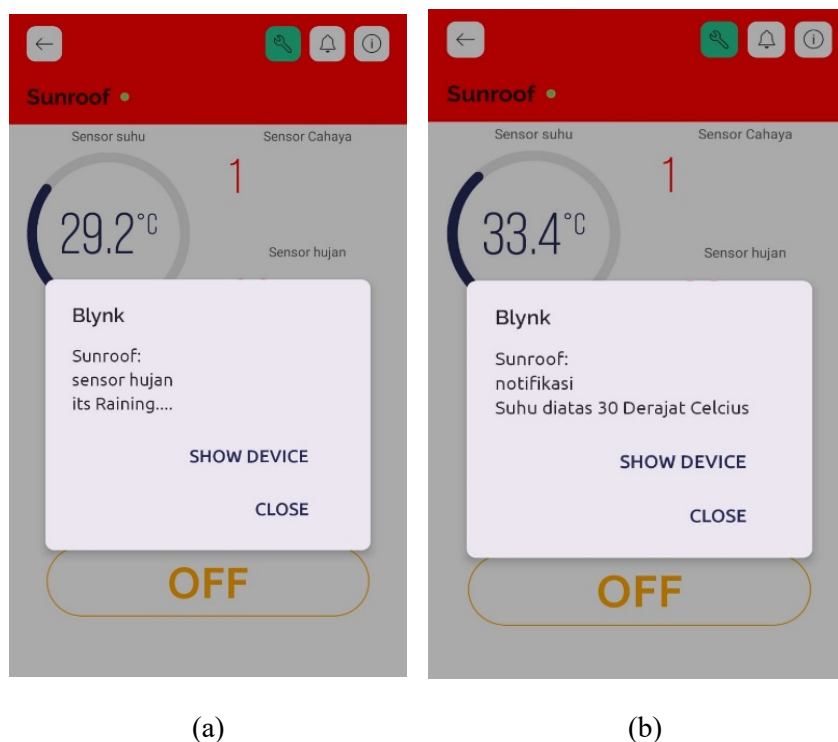 Sunroof
Sensor suhu
Sensor Cahaya
1
29.2°C
Sensor hujan
Blynk
Sunroof:
sensor hujan
its Raining....
SHOW DEVICE
CLOSE
OFF
(a)
Sunroof
Sensor suhu
Sensor Cahaya
1
33.4°C
Sensor hujan
Blynk
Sunroof:
notifikasi
Suhu diatas 30 Derajat Celcius
SHOW DEVICE
CLOSE
OFF
(b)